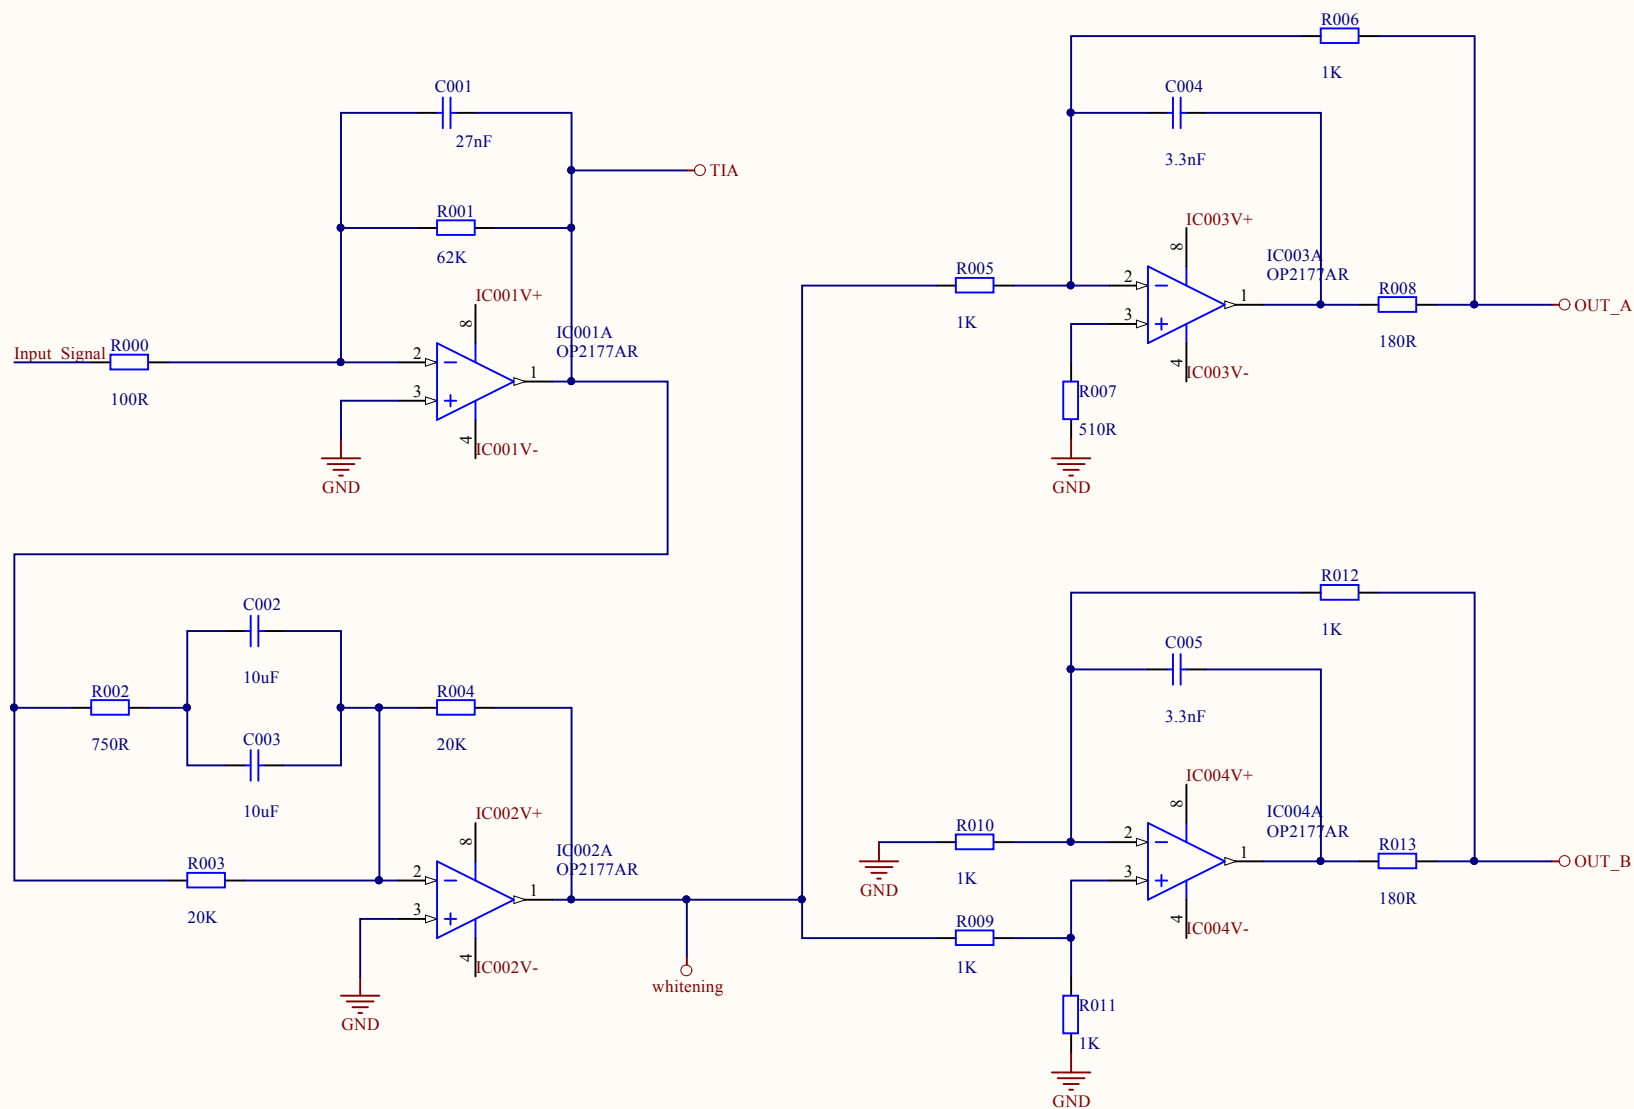 R006
1K
C001
27nF
C004
3.3nF
TIA
R001
62K
IC003V+
8
IC003A
OP2177AR
R005
1K
2
3
1
R008
180R
OUT_A
4
IC003V-
R007
510R
GND
IC001V+
8
IC001A
OP2177AR
Input_Signal
R000
100R
2
3
1
4
IC001V-
GND
R012
1K
C002
10uF
C005
3.3nF
R002
750R
R004
20K
C003
10uF
IC004V+
8
IC004A
OP2177AR
IC002V+
8
IC002A
OP2177AR
R010
1K
GND
2
3
1
R013
180R
OUT_B
4
IC004V-
R003
20K
2
3
1
4
IC002V-
GND
whitening
R009
1K
R011
1K
GND